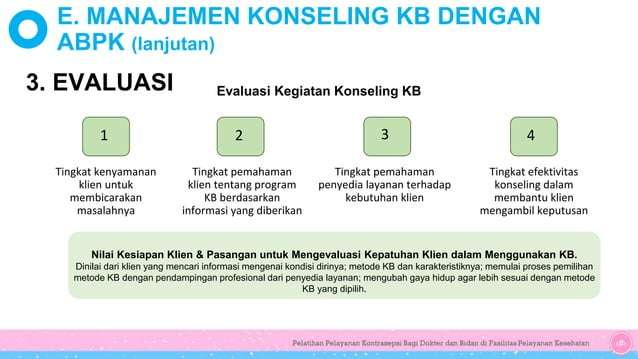 E. MANAJEMEN KONSELING KB DENGAN
ABPK (lanjutan)
3. EVALUASI
Evaluasi Kegiatan Konseling KB
1
2
3
4
Tingkat kenyamanan
klien untuk
membicarakan
masalahnya
Tingkat pemahaman
klien tentang program
KB berdasarkan
informasi yang diberikan
Tingkat pemahaman
penyedia layanan terhadap
kebutuhan klien
Tingkat efektivitas
konseling dalam
membantu klien
mengambil keputusan
Nilai Kesiapan Klien & Pasangan untuk Mengevaluasi Kepatuhan Klien dalam Menggunakan KB.
Dinilai dari klien yang mencari informasi mengenai kondisi dirinya; metode KB dan karakteristiknya; memulai proses pemilihan
metode KB dengan pendampingan profesional dari penyedia layanan; mengubah gaya hidup agar lebih sesuai dengan metode
KB yang dipilih.
Pelatihan Pelayanan Kontrasepsi Bagi Dokter dan Bidan di Fasilitas Pelayanan Kesehatan